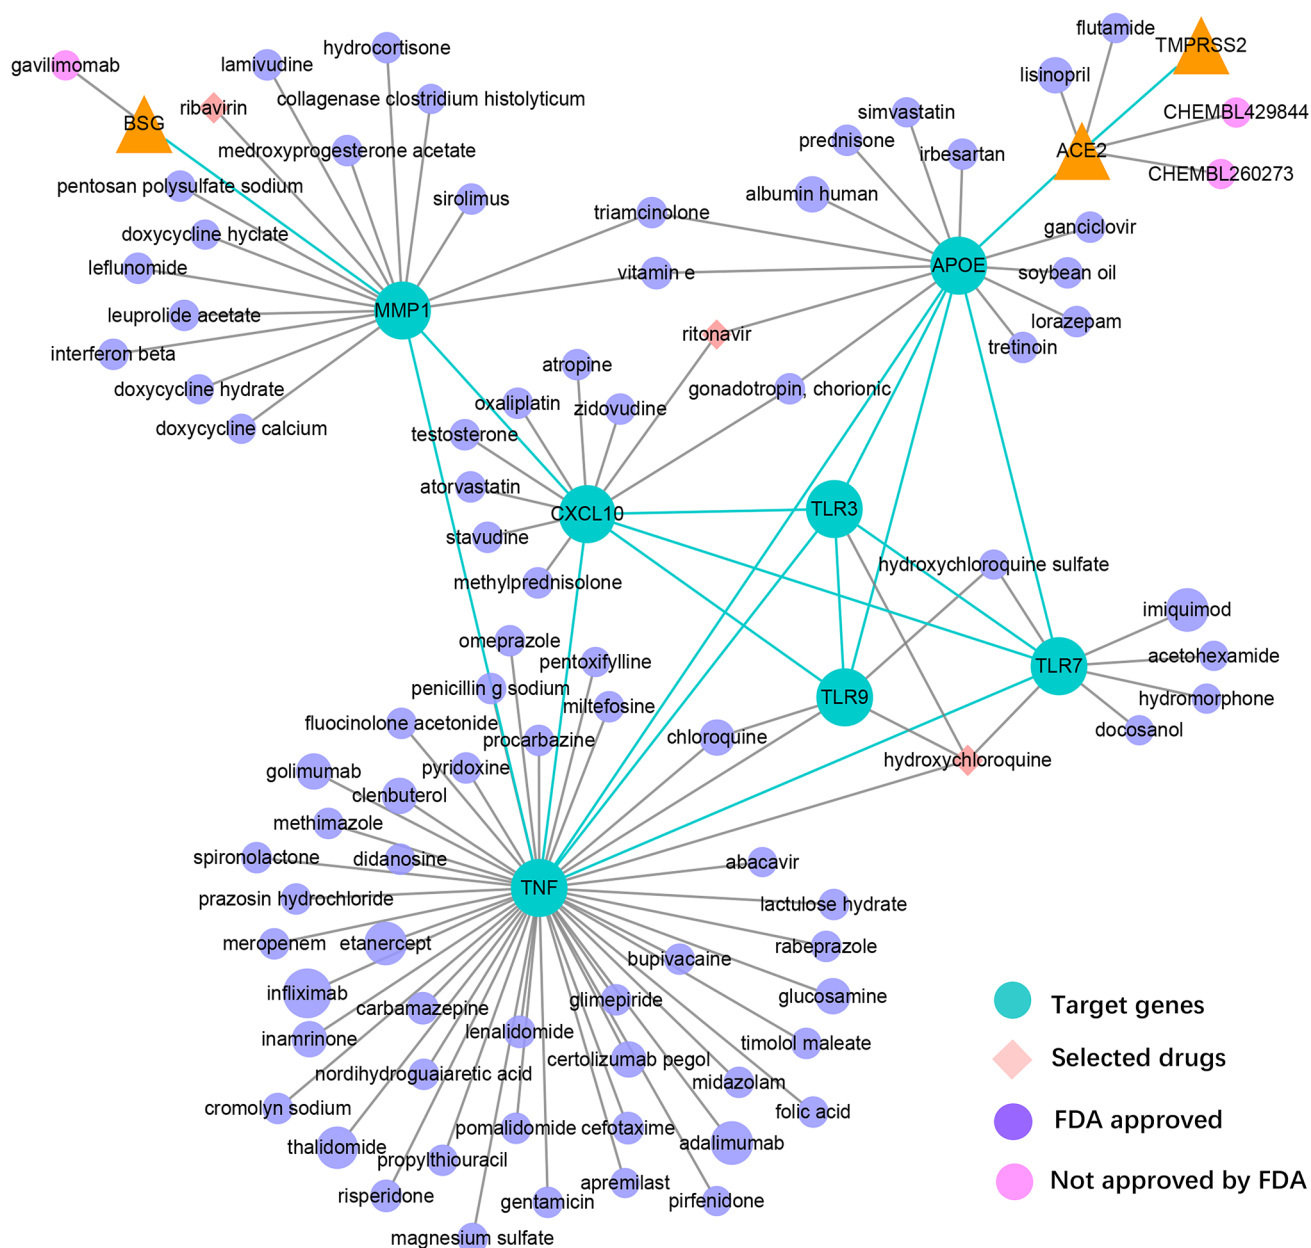 flutamide
TMPRSS2
hydrocortisone
gavilimomab
lamivudine
lisinopril
collagenase clostridium histolyticum
ribavirin
simvastatin
CHEMBL429844
BSG
prednisone
medroxyprogesterone acetate
irbesartan
ACE2
CHEMBL260273
pentosan polysulfate sodium
sirolimus
albumin human
triamcinolone
doxycycline hyclate
ganciclovir
leflunomide
vitamin e
APOE
soybean oil
MMP1
leuprolide acetate
lorazepam
ritonavir
tretinoin
interferon beta
atropine
doxycycline hydrate
gonadotropin, chorionic
oxaliplatin
zidovudine
doxycycline calcium
testosterone
atorvastatin
CXCL10
TLR3
stavudine
hydroxychloroquine sulfate
methylprednisolone
imiquimod
omeprazole
pentoxifylline
acetohexamide
TLR7
penicillin g sodium
TLR9
hydromorphone
miltefosine
fluocinolone acetonide
docosanol
procarbazine
chloroquine
hydroxychloroquine
golimumab
pyridoxine
clenbuterol
methimazole
spironolactone
didanosine
abacavir
TNF
prazosin hydrochloride
lactulose hydrate
meropenem
etanercept
rabeprazole
bupivacaine
infliximab
glimepiride
glucosamine
carbamazepine
Target genes
inamrinone
lenalidomide
timolol maleate
certolizumab pegol
Selected drugs
nordihydroguaiaretic acid
midazolam
cromolyn sodium
folic acid
FDA approved
pomalidomide
cefotaxime
thalidomide
adalimumab
propylthiouracil
apremilast
Not approved by FDA
risperidone
gentamicin
pirfenidone
magnesium sulfate